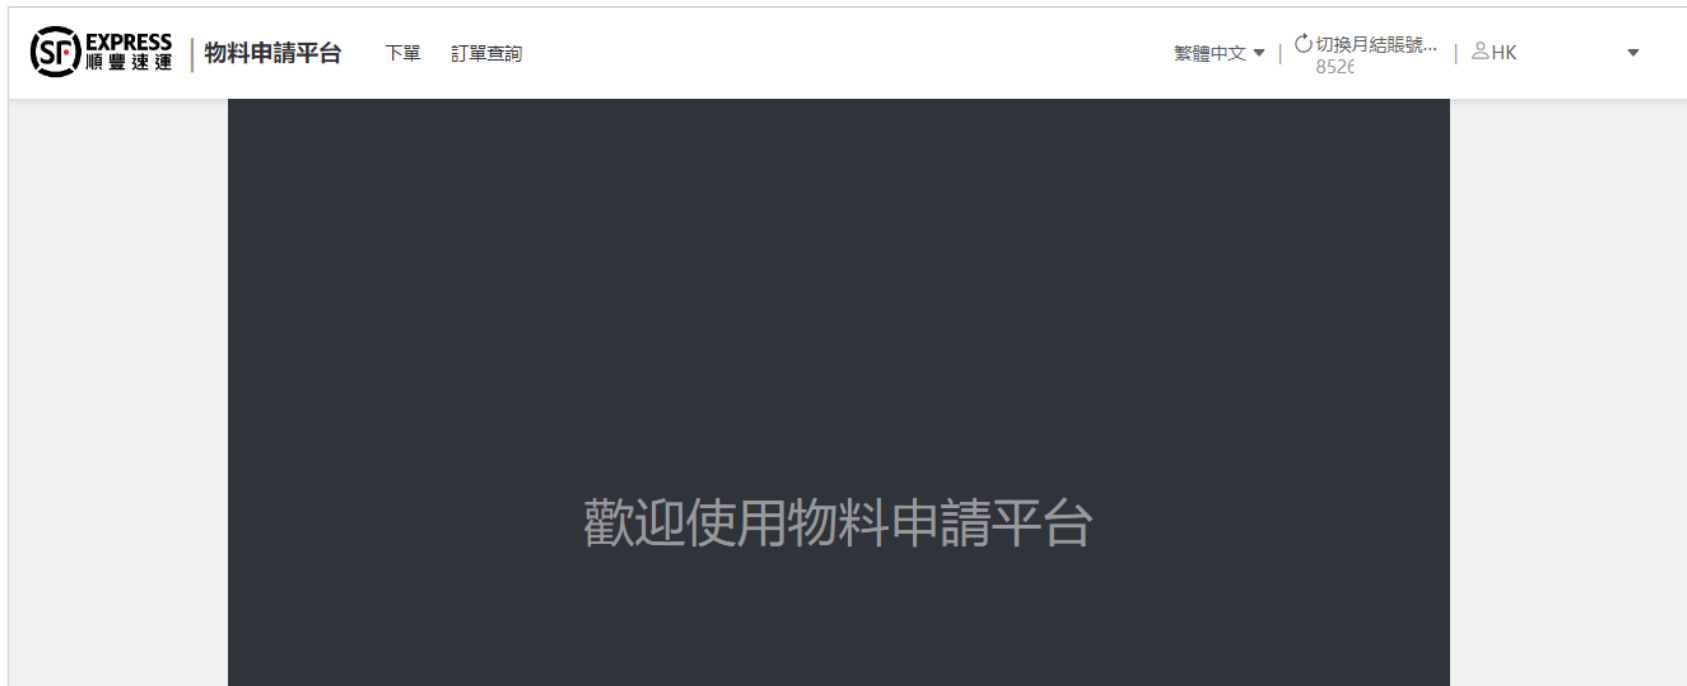 SF EXPRESS
順豐速運
物料申請平台
下單
訂單查詢
繁體中文
切換月結賬號...
8526
HK
歡迎使用物料申請平台